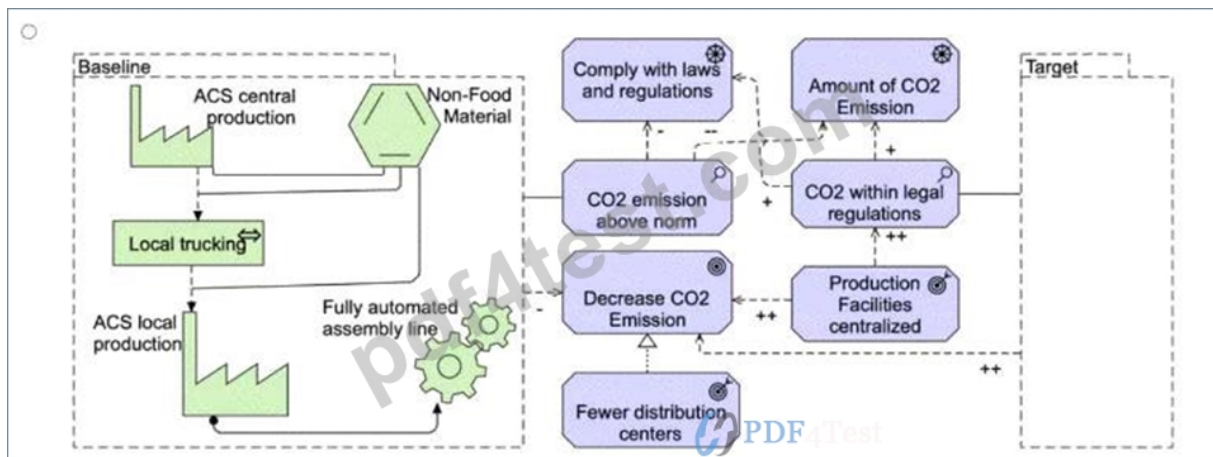 Baseline
ACS central
production
Non-Food
Material
Local trucking
ACS local
production
Fully automated
assembly line
-
Comply with laws
and regulations
Amount of CO2
Emission
-
--
+
+
CO2 emission
above norm
CO2 within legal
regulations
++
Decrease CO2
Emission
++
Production
Facilities
centralized
++
Fewer distribution
centers
Target
pdf4test.com
PDF4Test